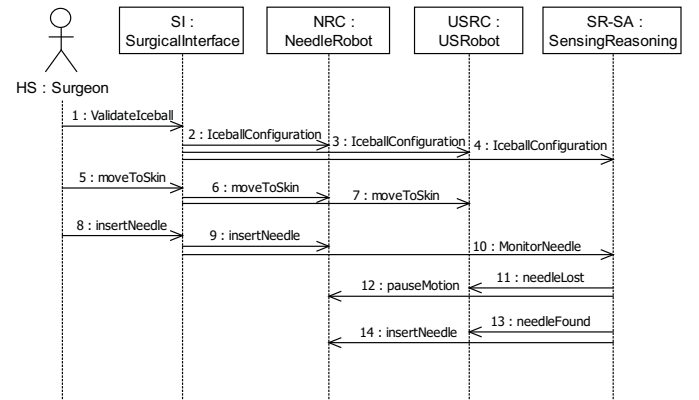 SI :
SurgicalInterface
NRC :
NeedleRobot
USRC :
USRobot
SR-SA :
SensingReasoning
HS : Surgeon
1 : ValidateIceball
2 : IceballConfiguration
3 : IceballConfiguration
4 : IceballConfiguration
5 : moveToSkin
6 : moveToSkin
7 : moveToSkin
8 : insertNeedle
9 : insertNeedle
10 : MonitorNeedle
11 : needleLost
12 : pauseMotion
13 : needleFound
14 : insertNeedle